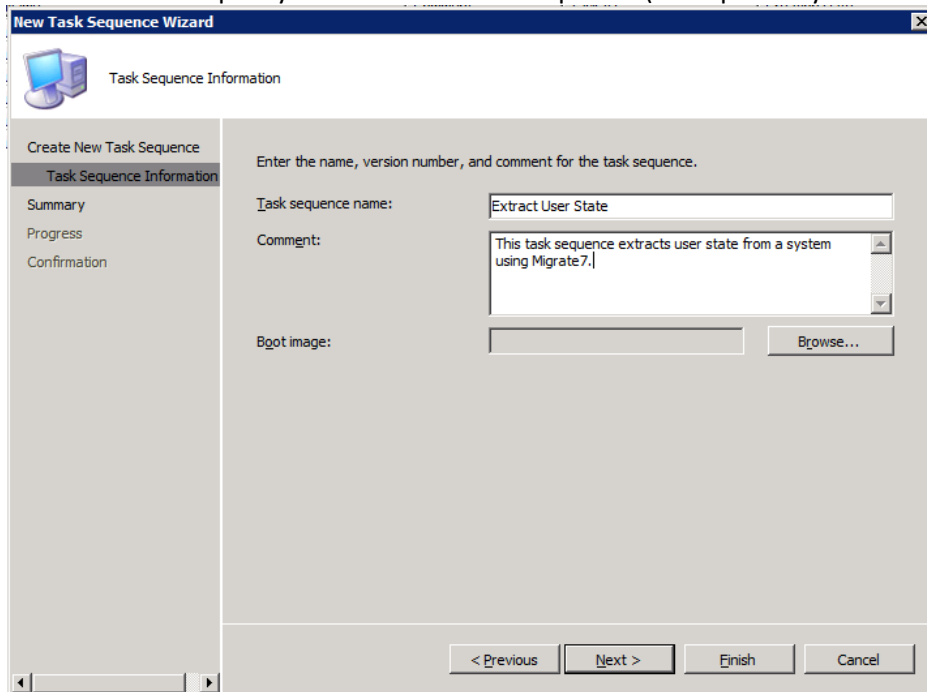 New Task Sequence Wizard
Task Sequence Information
Create New Task Sequence
Task Sequence Information
Summary
Progress
Confirmation
Enter the name, version number, and comment for the task sequence.
Task sequence name:
Extract User State
Comment:
This task sequence extracts user state from a system
using Migrate7.
Boot image:
Browse...
< Previous
Next >
Finish
Cancel